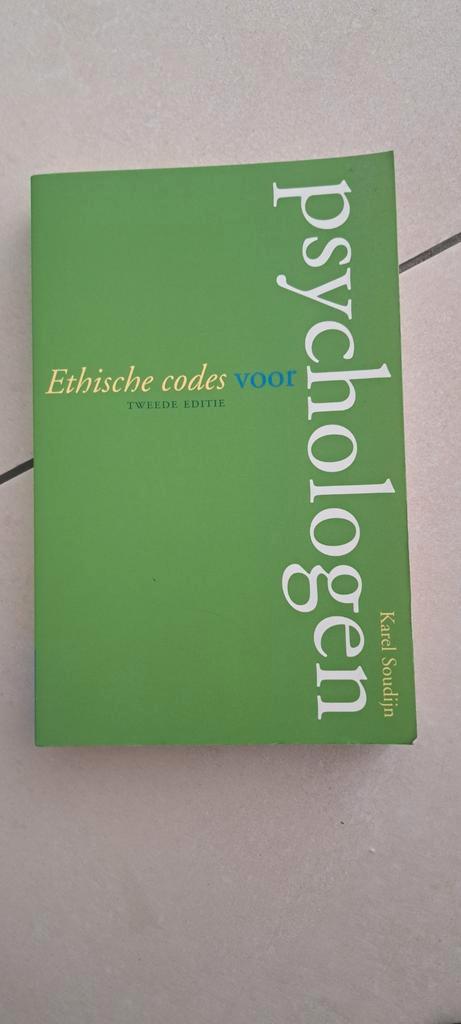 Ethische codes voor
psychologen
TWEEDE EDITIE
Karel Soudijn